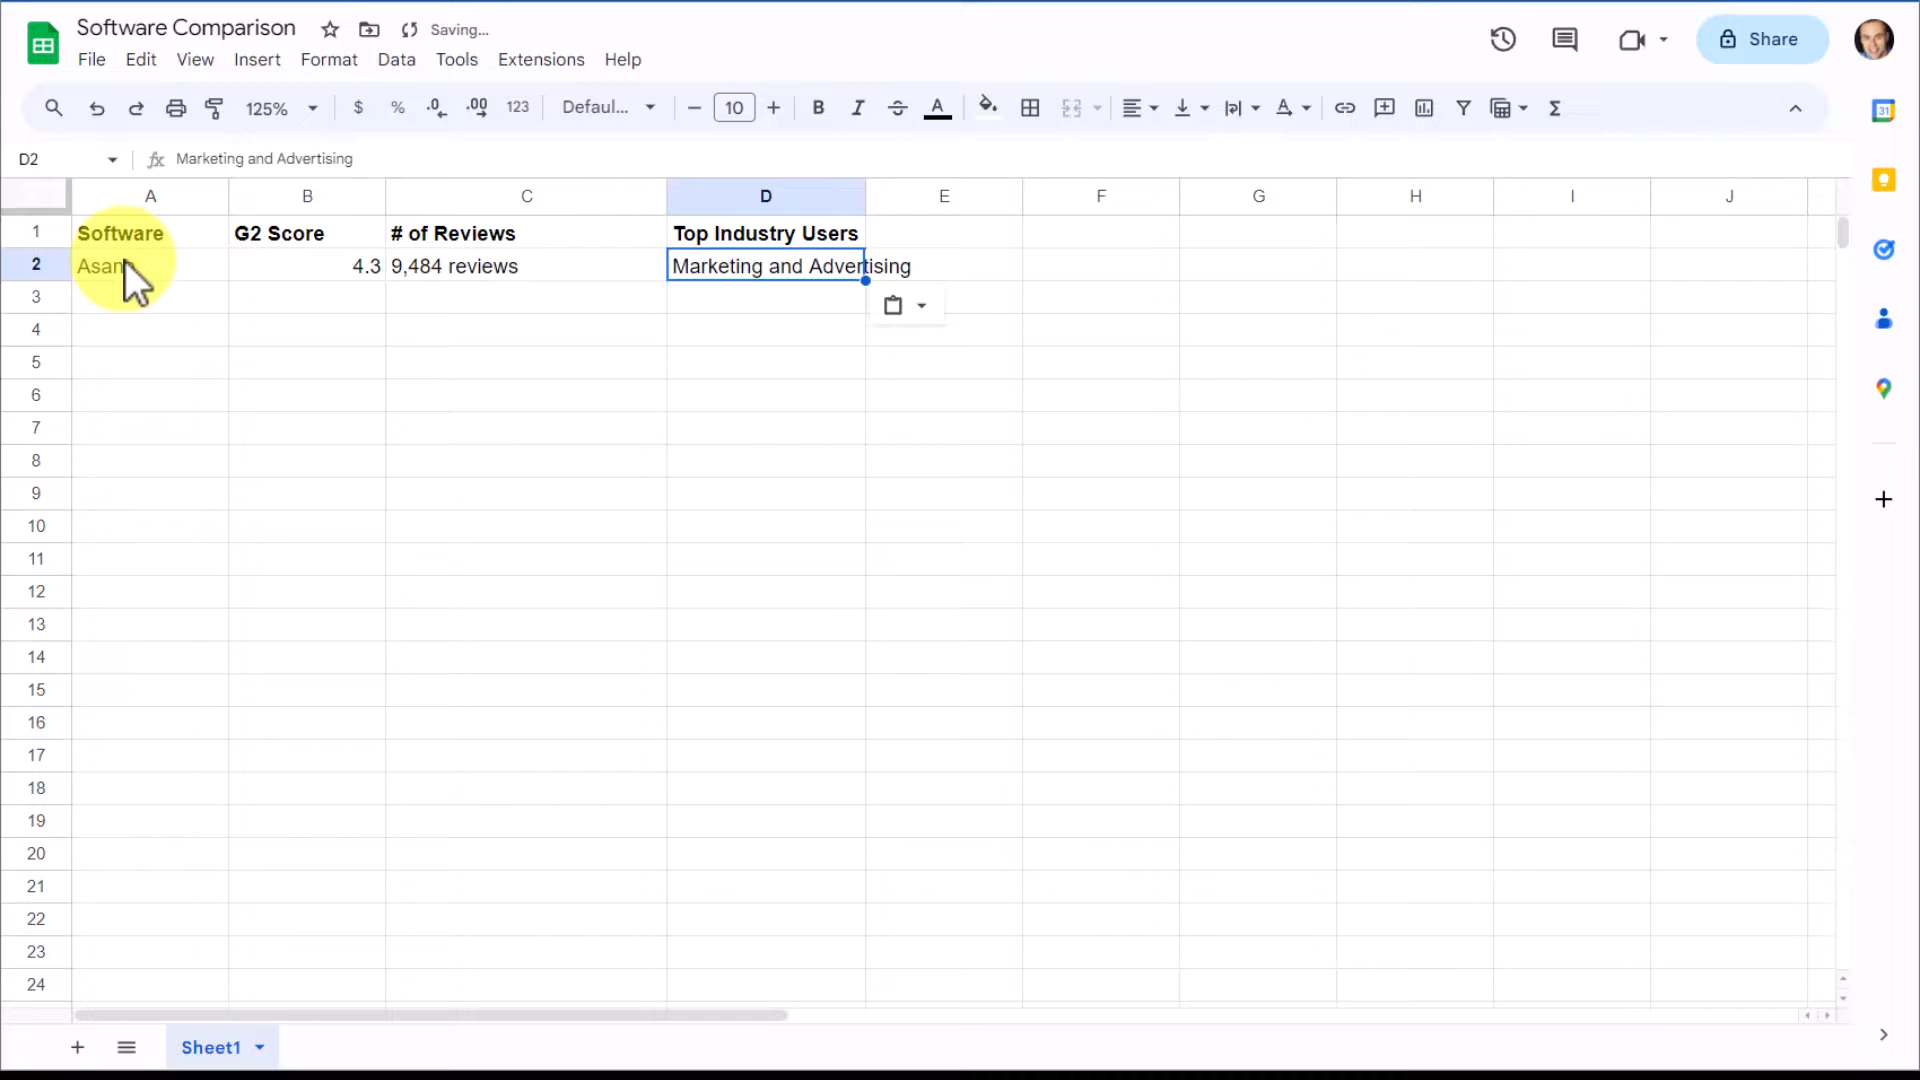 Software Comparison Saving...
File Edit View Insert Format Data Tools Extensions Help
Share
125% $ % .0 .00 123 Defaul... 10 B I A
31
D2 fx Marketing and Advertising
A B C D E F G H I J
1 Software G2 Score # of Reviews Top Industry Users
2 Asana 4.3 9,484 reviews Marketing and Advertising
3
4
5
6
7
8
9
10
11
12
13
14
15
16
17
18
19
20
21
22
23
24
Sheet1